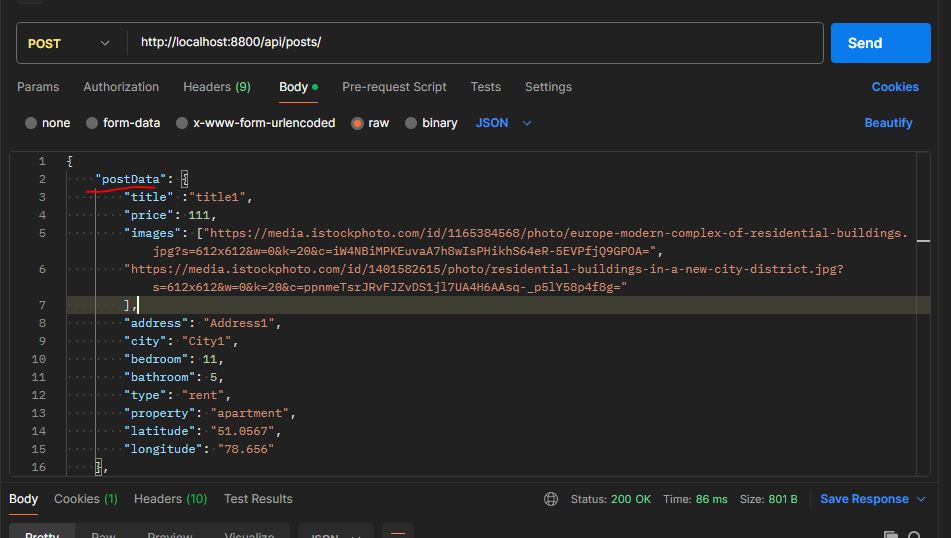 POST http://localhost:8800/api/posts/ Send
Params Authorization Headers (9) Body Pre-request Script Tests Settings Cookies
none form-data x-www-form-urlencoded raw binary JSON Beautify
1 {
2 "postData": {
3 "title" :"title1",
4 "price": 111,
5 "images": ["https://media.istockphoto.com/id/1165384568/photo/europe-modern-complex-of-residential-buildings.
jpg?s=612x612&w=0&k=20&c=iW4NBiMPKEuvaA7h8wIsPHikhS64eR-5EVPfjQ9GPOA=",
6 "https://media.istockphoto.com/id/1401582615/photo/residential-buildings-in-a-new-city-district.jpg?
s=612x612&w=0&k=20&c=ppnmeTsrJRvFJZvDS1jl7UA4H6AAsq-_p5lY58p4f8g="
7 ],
8 "address": "Address1",
9 "city": "City1",
10 "bedroom": 11,
11 "bathroom": 5,
12 "type": "rent",
13 "property": "apartment",
14 "latitude": "51.0567",
15 "longitude": "78.656"
16 },
Body Cookies (1) Headers (10) Test Results Status: 200 OK Time: 86 ms Size: 801 B Save Response
Pretty Raw Preview Visualize JSON